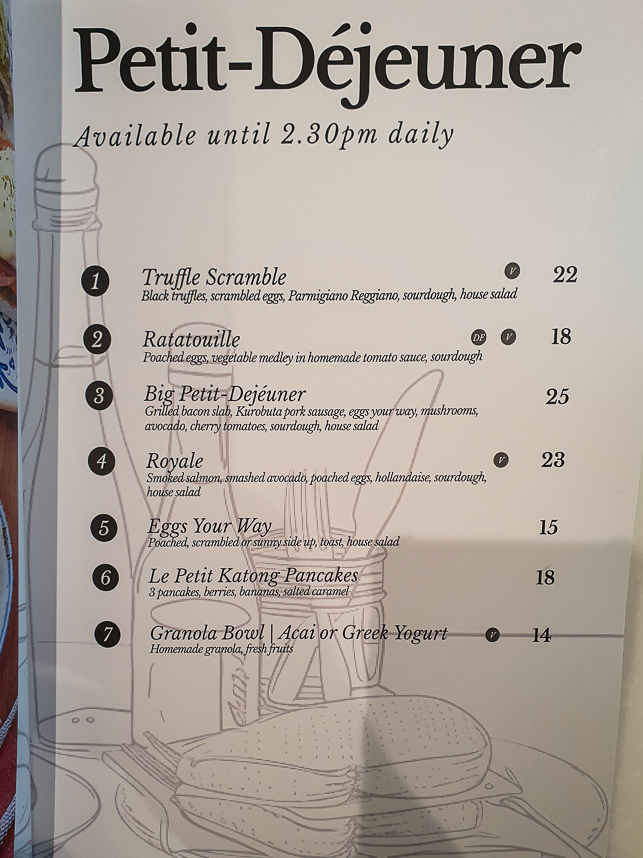 Petit-Déjeuner
Available until 2.30pm daily
1 Truffle Scramble V 22
Black truffles, scrambled eggs, Parmigiano Reggiano, sourdough, house salad
2 Ratatouille DF V 18
Poached eggs, vegetable medley in homemade tomato sauce, sourdough
3 Big Petit-Dejéuner 25
Grilled bacon slab, Kurobuta pork sausage, eggs your way, mushrooms,
avocado, cherry tomatoes, sourdough, house salad
4 Royale V 23
Smoked salmon, smashed avocado, poached eggs, hollandaise, sourdough,
house salad
5 Eggs Your Way 15
Poached, scrambled or sunny side up, toast, house salad
6 Le Petit Katong Pancakes 18
3 pancakes, berries, bananas, salted caramel
7 Granola Bowl | Acai or Greek Yogurt V 14
Homemade granola, fresh fruits